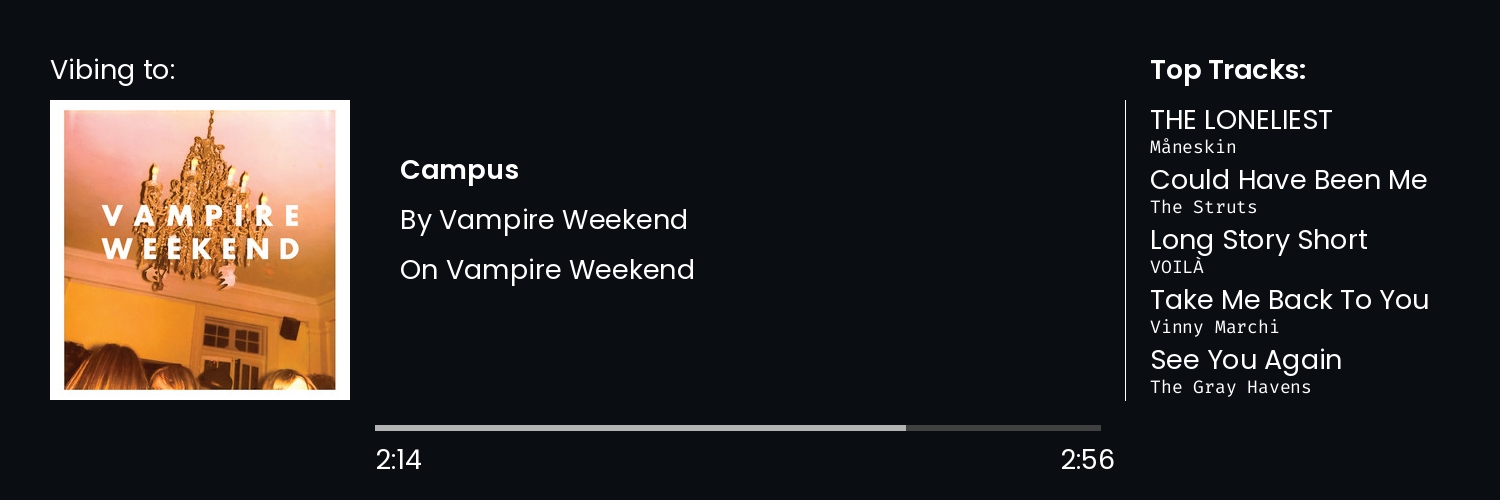 Vibing to:
VAMPIRE
WEEKEND
Campus
By Vampire Weekend
On Vampire Weekend
2:14
2:56
Top Tracks:
THE LONELIEST
Måneskin
Could Have Been Me
The Struts
Long Story Short
VOILÀ
Take Me Back To You
Vinny Marchi
See You Again
The Gray Havens